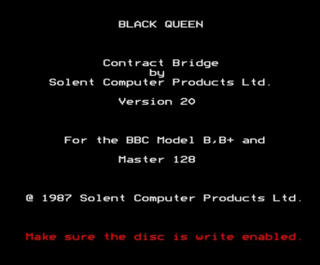 BLACK QUEEN
Contract Bridge
by
Solent Computer Products Ltd.
Version 20
For the BBC Model B,B+ and
Master 128
@ 1987 Solent Computer Products Ltd.
Make sure the disc is write enabled.